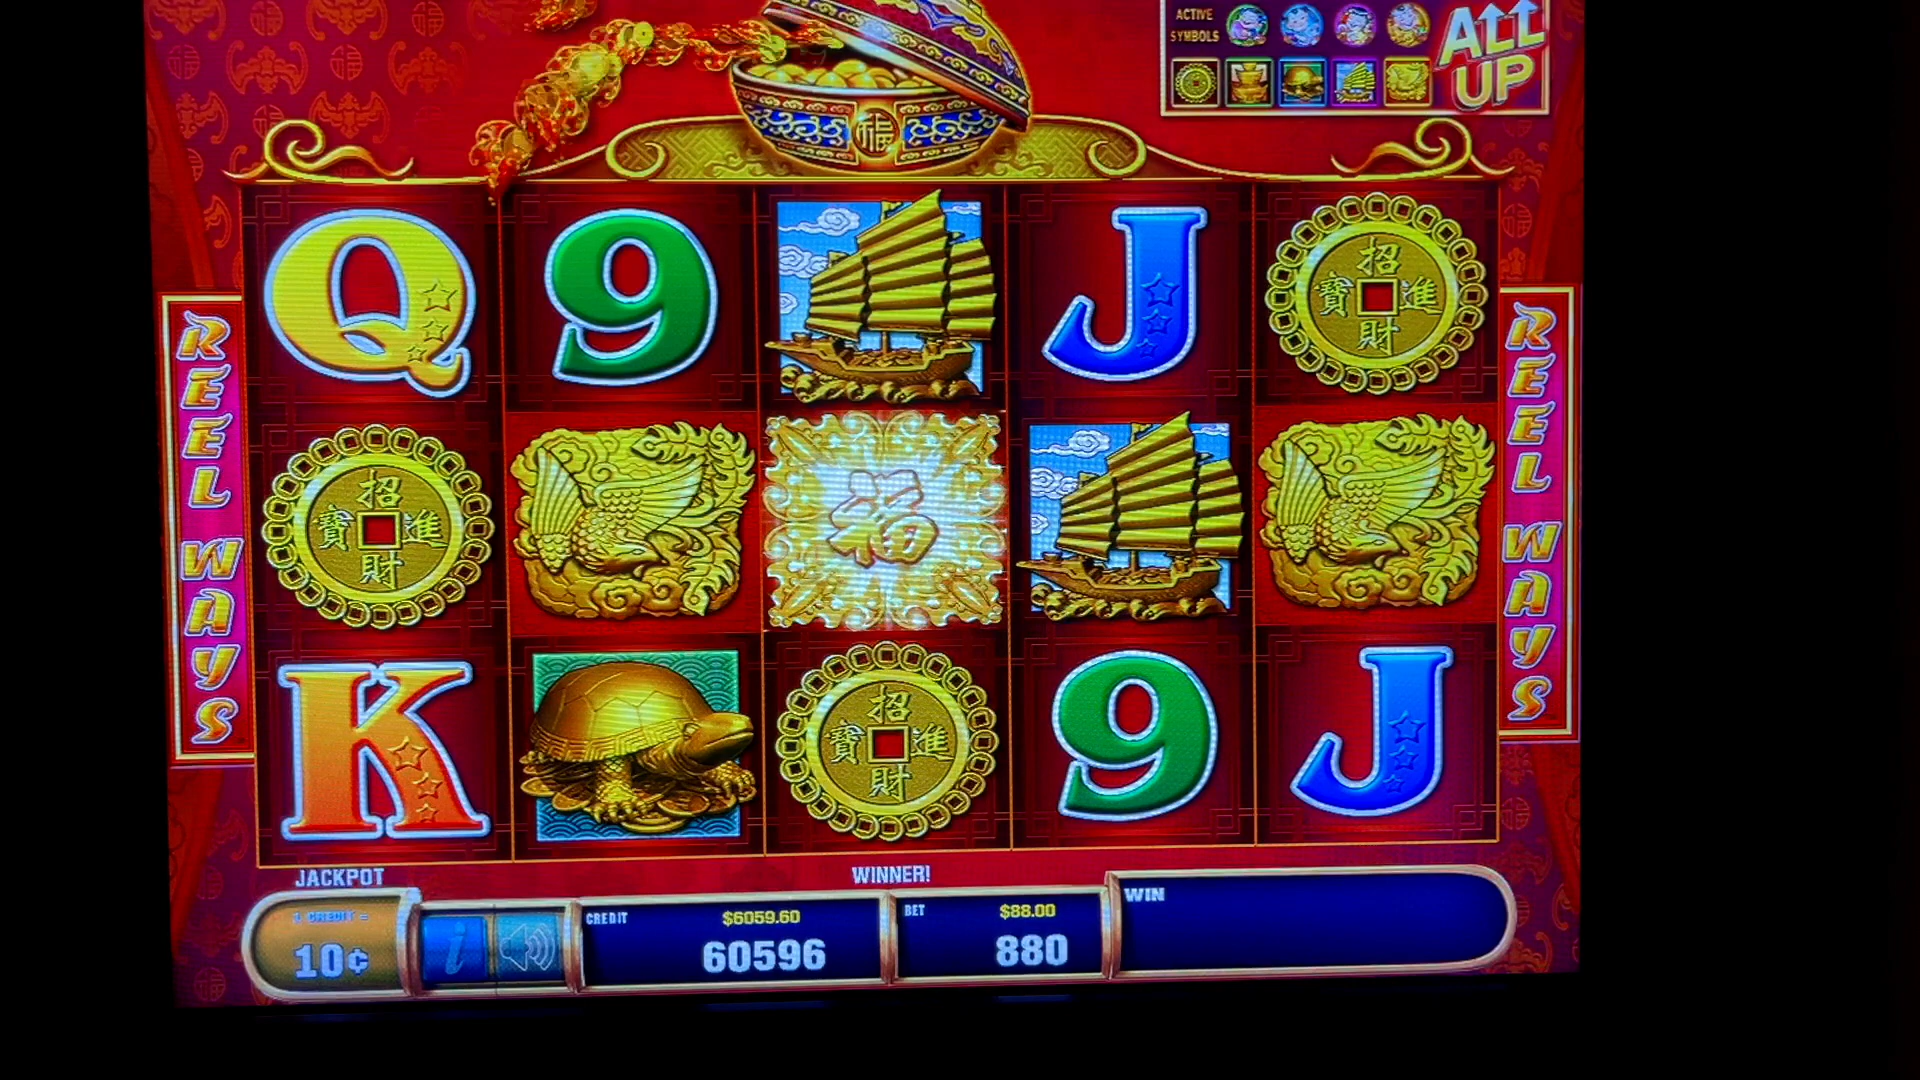 ACTIVE
SYMBOLS
ALL
UP
福
Q
9
J
招
寶 進
財
REEL WAYS
REEL WAYS
招
寶 進
財
福
K
招
寶 進
財
9
J
JACKPOT
WINNER!
1 CREDIT =
10¢
i
CREDIT
$6059.60
60596
BET
$88.00
880
WIN